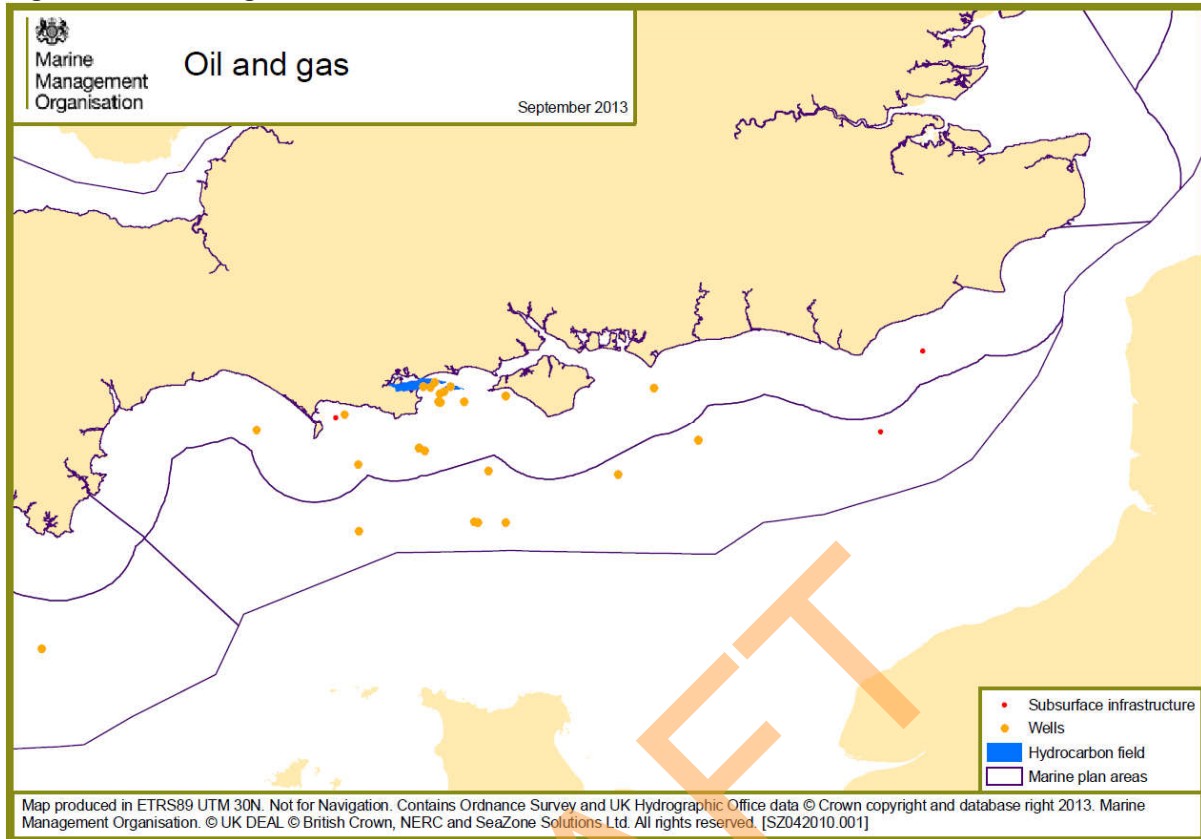 Marine
Management
Organisation
Oil and gas
September 2013
Subsurface infrastructure
Wells
Hydrocarbon field
Marine plan areas
Map produced in ETRS89 UTM 30N. Not for Navigation. Contains Ordnance Survey and UK Hydrographic Office data © Crown copyright and database right 2013. Marine
Management Organisation. © UK DEAL © British Crown, NERC and SeaZone Solutions Ltd. All rights reserved. [SZ042010.001]